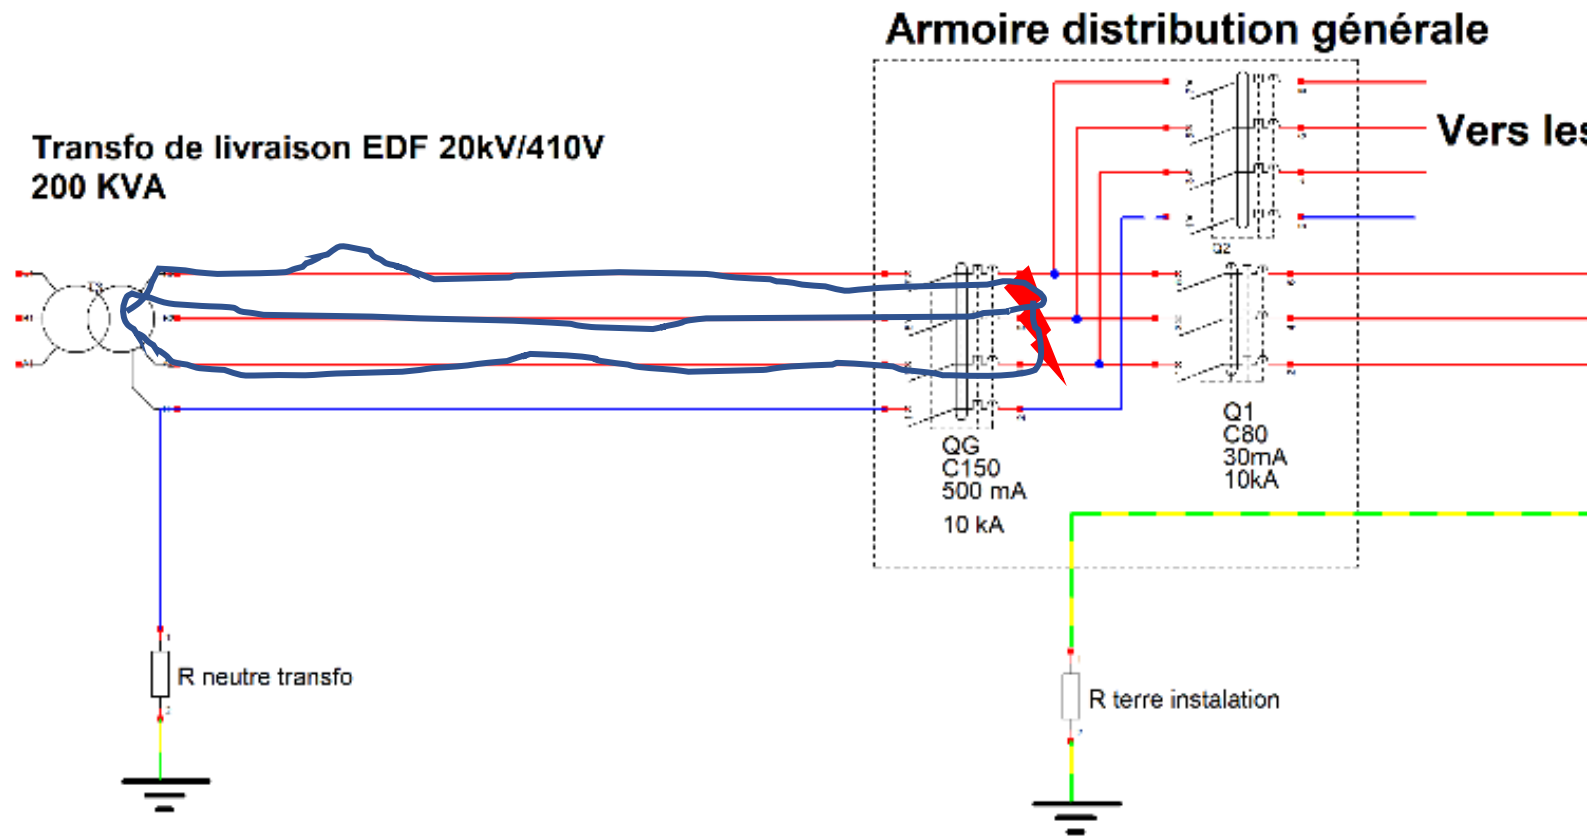 Armoire distribution générale
Transfo de livraison EDF 20kV/410V
200 KVA
Vers les
Q2
QG
C150
500 mA
10 kA
Q1
C80
30mA
10kA
R neutre transfo
R terre instalation